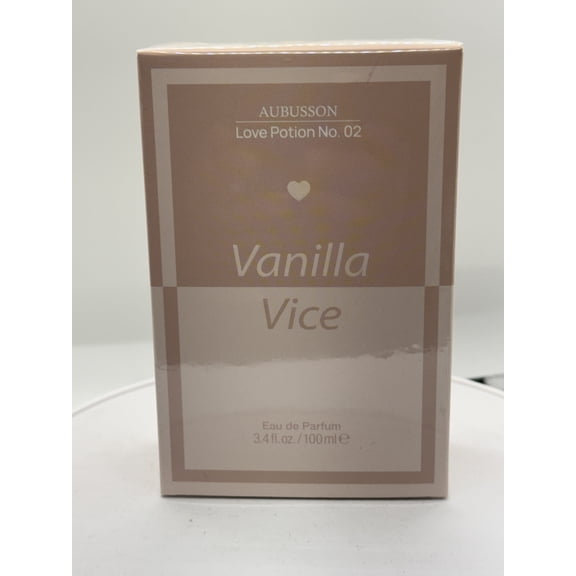 AUBUSSON
Love Potion No. 02
Vanilla
Vice
Eau de Parfum
3.4 fl. oz. / 100ml ℮